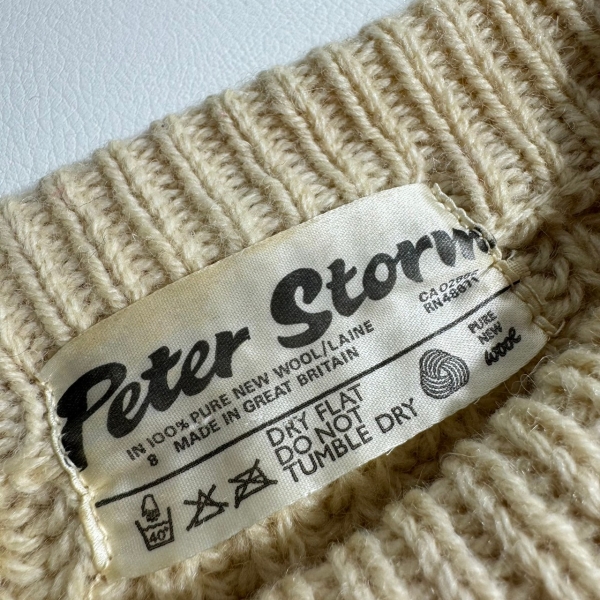 Peter Storm
IN 100% PURE NEW WOOL/LAINE
8 MADE IN GREAT BRITAIN
DRY FLAT
DO NOT
TUMBLE DRY
40°
PURE
NEW
wool